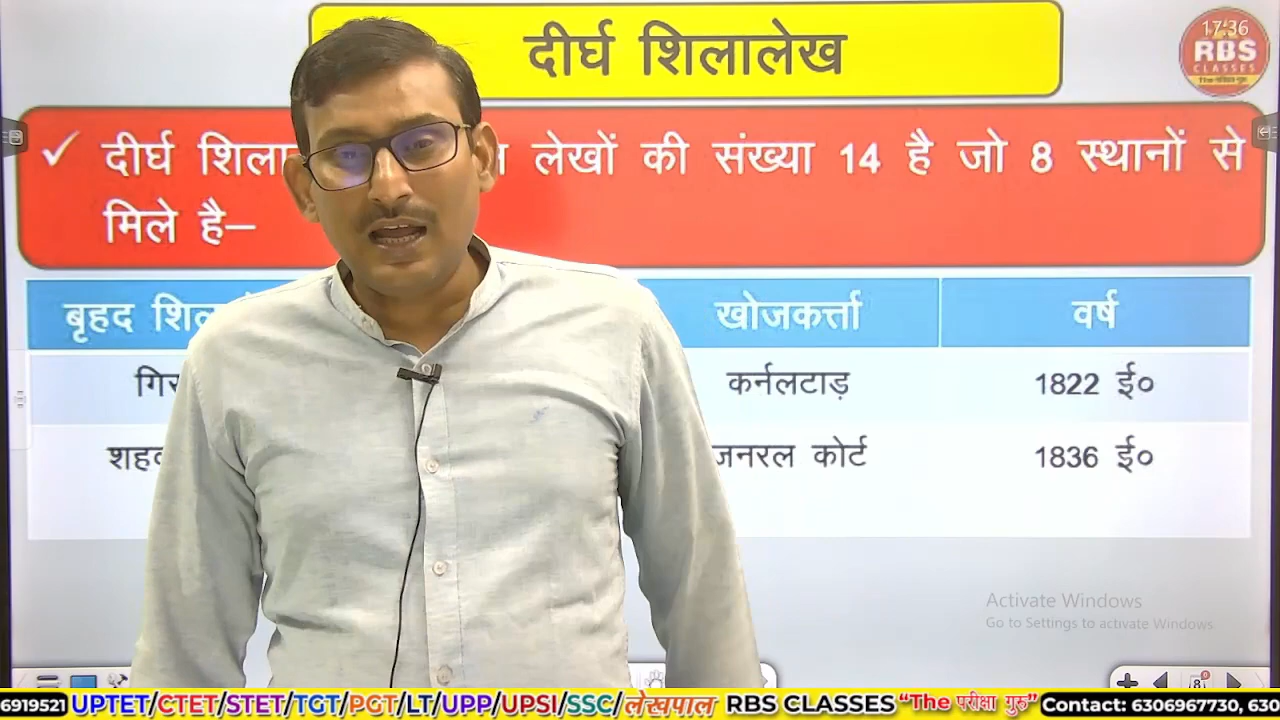 दीर्घ शिलालेख
17:36
RBS
CLASSES
✓ दीर्घ लेखों की संख्या 14 है जो 8 स्थानों से
मिले है–
बृहद खोजकर्त्ता वर्ष
कर्नलटाड़ 1822 ई०
जनरल कोर्ट 1836 ई०
Activate Windows
Go to Settings to activate Windows.
6919521 UPTET/CTET/STET/TGT/PGT/LT/UPP/UPSI/SSC/लेखपाल RBS CLASSES “The परीक्षा गुरु” Contact: 6306967730, 630